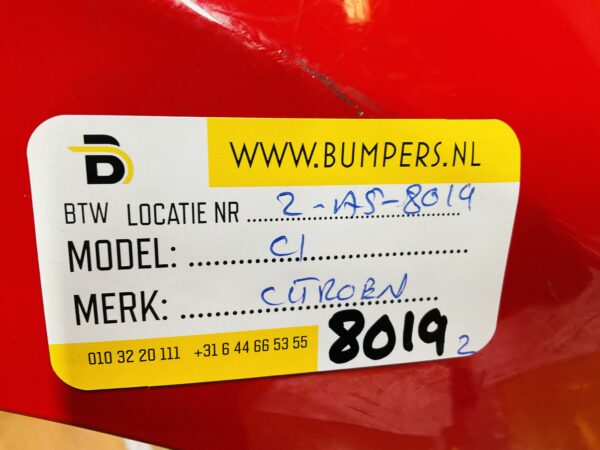 B
WWW.BUMPERS.NL
BTW LOCATIE NR 2-AS-8019
MODEL: C1
MERK: CITROEN
010 32 20 111 +31 6 44 66 53 55 8019 2